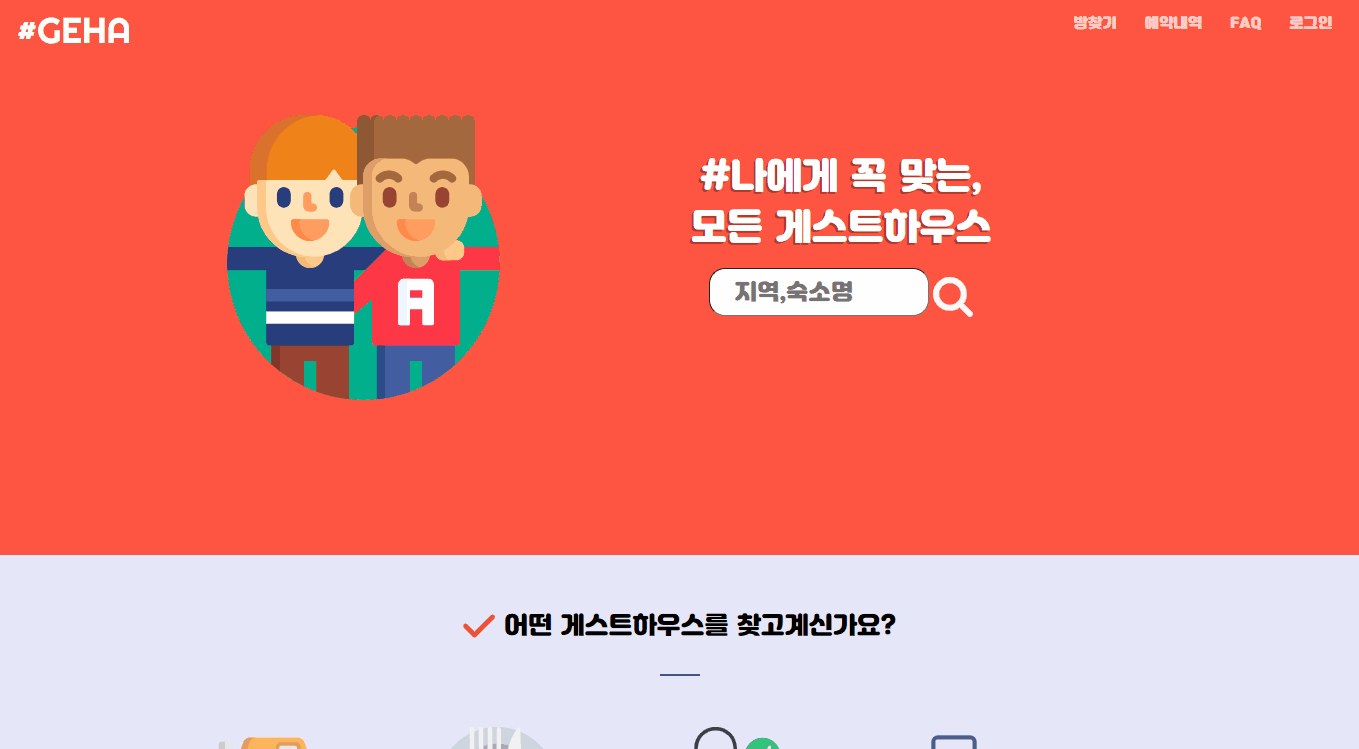 #GEHA
방찾기 예약내역 FAQ 로그인
#나에게 꼭 맞는,
모든 게스트하우스
지역,숙소명
A
어떤 게스트하우스를 찾고계신가요?